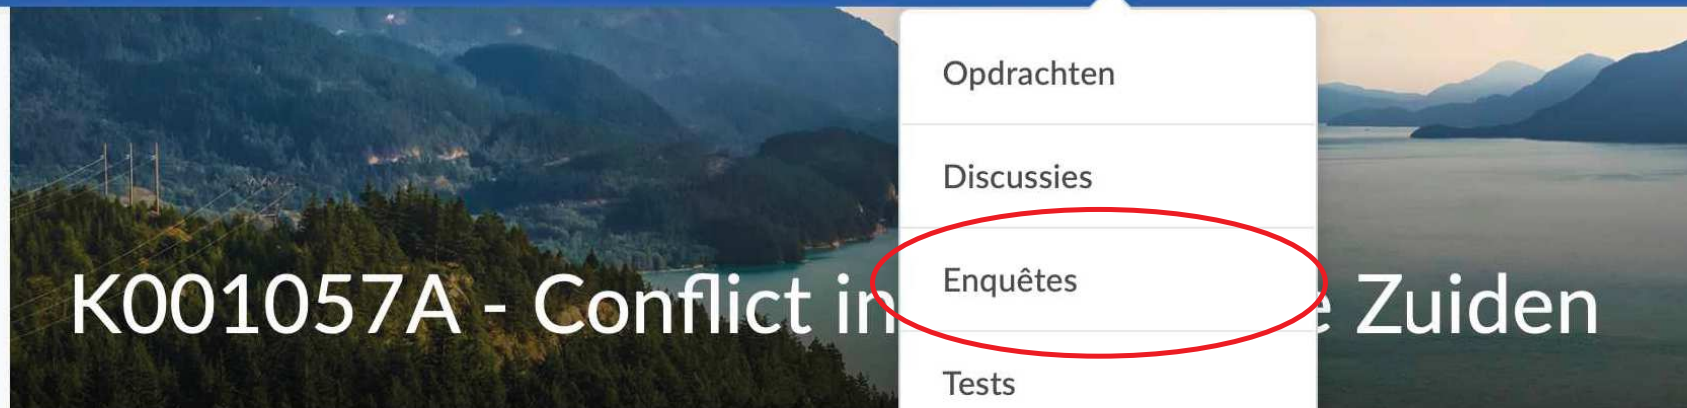 Opdrachten
Discussies
Enquêtes
K001057A - Conflict in Zuiden
Tests